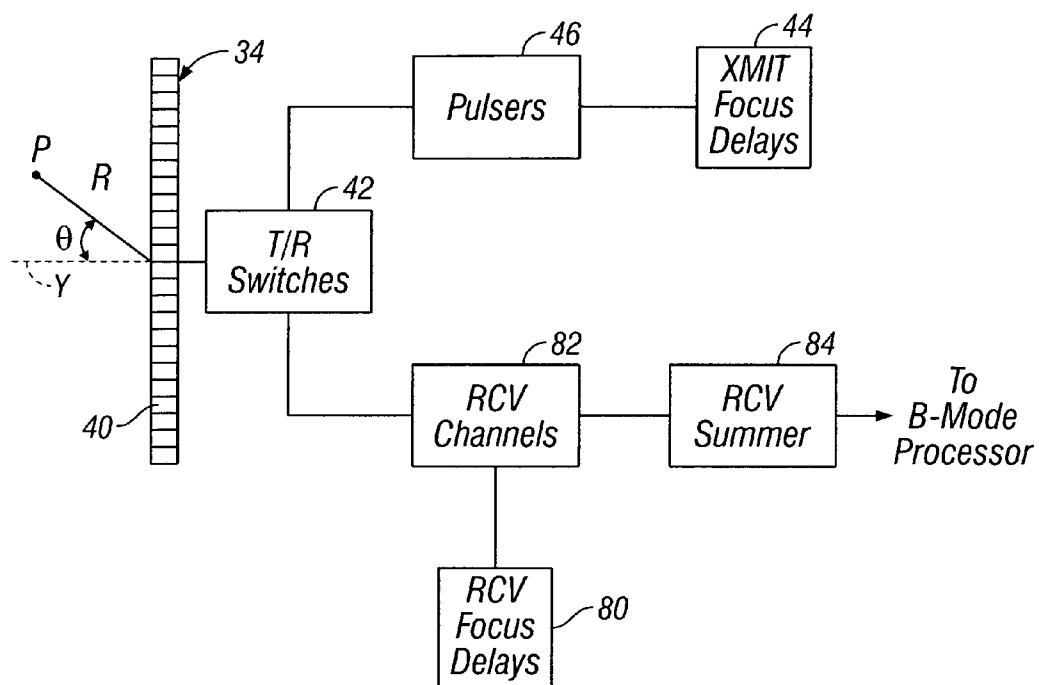 34
46
44
Pulsers
XMIT
Focus
Delays
P
R
θ
Y
42
T/R
Switches
40
82
RCV
Channels
84
RCV
Summer
To
B-Mode
Processor
RCV
Focus
Delays
80